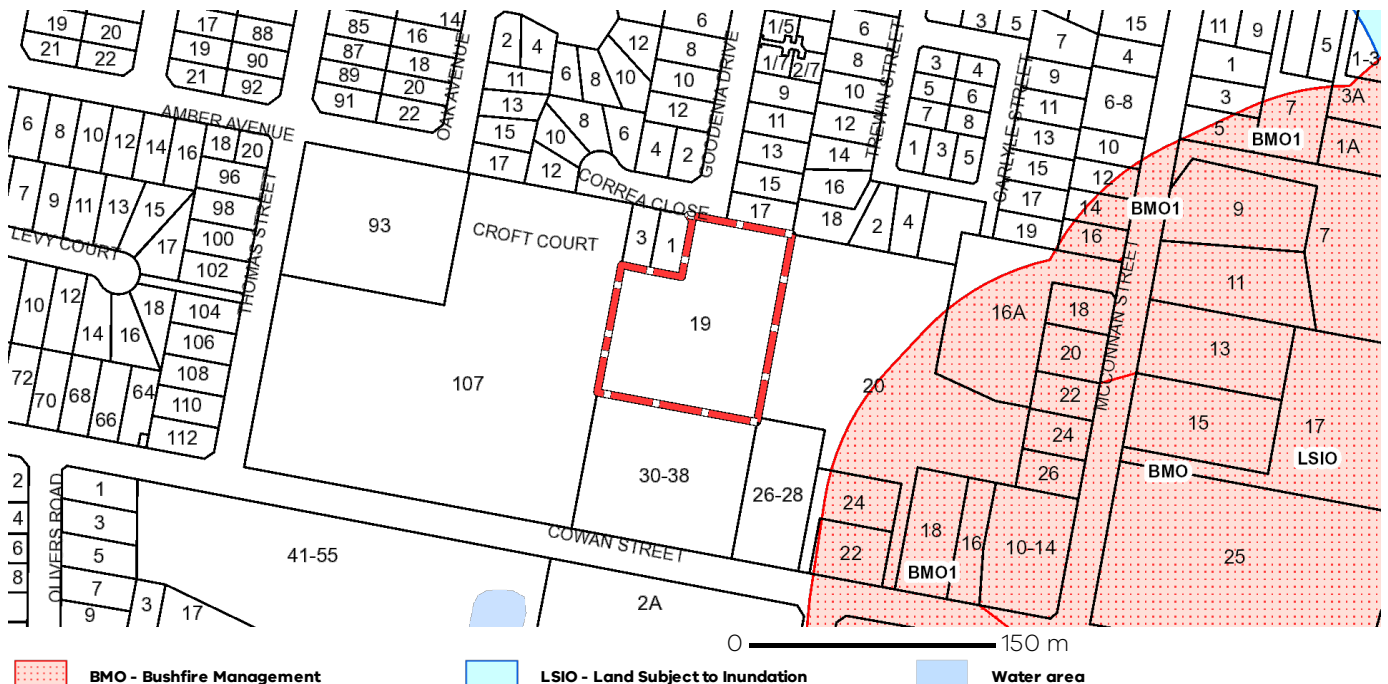 19 20 17 88 85 14 16 2 4 12 6 8 1/5 6 3 5 7 15 11 9 5 1-3
21 22 19 90 87 18 11 6 8 10 10 1/7 2/7 8 3 4 9 4 1 3A
21 92 89 20 13 12 9 10 5 6 11 6-8 3 7
91 22 15 8 6 11 12 7 8 13 10 5 BMO1 1A
OAK AVENUE
GOODENIA DRIVE
TREWIN STREET
CARLYLE STREET
AMBER AVENUE
6 8 10 12 14 16 18 20 17 12 10 4 2 13 14 1 3 5 15 12
96 15 16 17 14 BMO1 9 7
7 9 11 13 15 98 CORREA CLOSE 17 18 2 4 19 16
LEVY COURT 17 100 93 CROFT COURT 3 1
102 11
THOMAS STREET
10 12 18 104 16A 18
14 16 106 19 20 13
MCCONNAN STREET
72 70 68 66 64 108 107 20 22
110 24 15 17
112 26 LSIO
BMO
30-38 26-28
2 1 24
4 3 18 16 10-14
OLIVERS ROAD
6 5 41-55 COWAN STREET 22 25
8 7 BMO1
9 3 17 2A
0 150 m
BMO - Bushfire Management LSIO - Land Subject to Inundation Water area